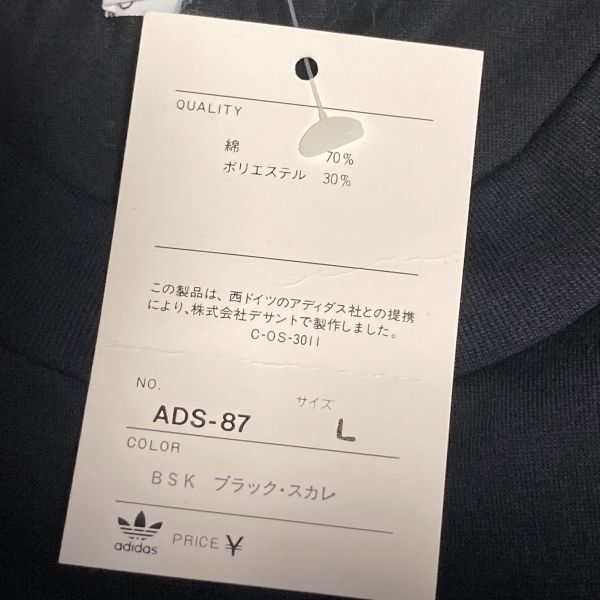 QUALITY
綿 70%
ポリエステル 30%
この製品は、西ドイツのアディダス社との提携
により、株式会社デサントで製作しました。
C-OS-3011
NO.
ADS-87 サイズ L
COLOR
BSK ブラック・スカレ
adidas PRICE ¥